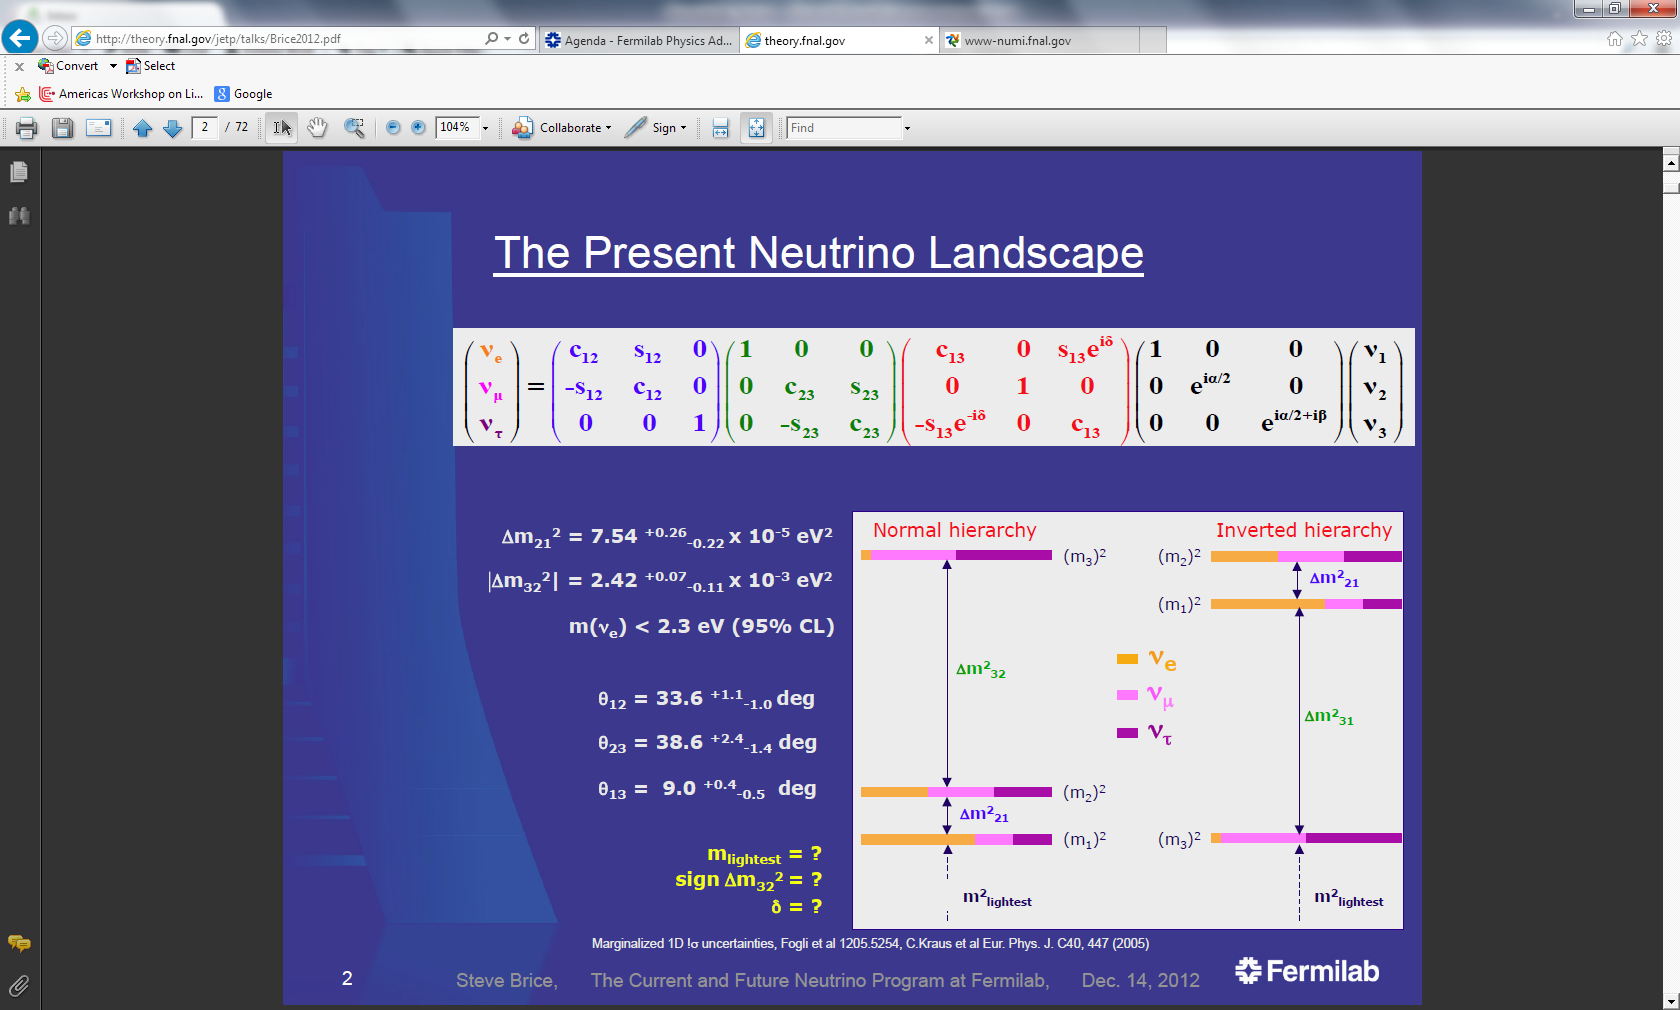 http://theory.fnal.gov/jetp/talks/Brice2012.pdf
Agenda - Fermilab Physics Ad...
theory.fnal.gov
www-numi.fnal.gov
x Convert Select
Americas Workshop on Li... Google
2 / 72 104% Collaborate Sign Find
The Present Neutrino Landscape
νe c12 s12 0 1 0 0 c13 0 s13e^iδ 1 0 0 ν1
νμ = -s12 c12 0 0 c23 s23 0 1 0 0 e^iα/2 0 ν2
ντ 0 0 1 0 -s23 c23 -s13e^-iδ 0 c13 0 0 e^iα/2+iβ ν3
Δm21² = 7.54 +0.26 -0.22 x 10⁻⁵ eV²
|Δm32²| = 2.42 +0.07 -0.11 x 10⁻³ eV²
m(νe) < 2.3 eV (95% CL)
θ12 = 33.6 +1.1 -1.0 deg
θ23 = 38.6 +2.4 -1.4 deg
θ13 = 9.0 +0.4 -0.5 deg
mlightest = ?
sign Δm32² = ?
δ = ?
Normal hierarchy
(m3)²
Δm²32
(m2)²
Δm²21
(m1)²
m²lightest
νe
νμ
ντ
Inverted hierarchy
(m2)²
Δm²21
(m1)²
Δm²31
(m3)²
m²lightest
Marginalized 1D !σ uncertainties, Fogli et al 1205.5254, C.Kraus et al Eur. Phys. J. C40, 447 (2005)
2 Steve Brice, The Current and Future Neutrino Program at Fermilab, Dec. 14, 2012
Fermilab